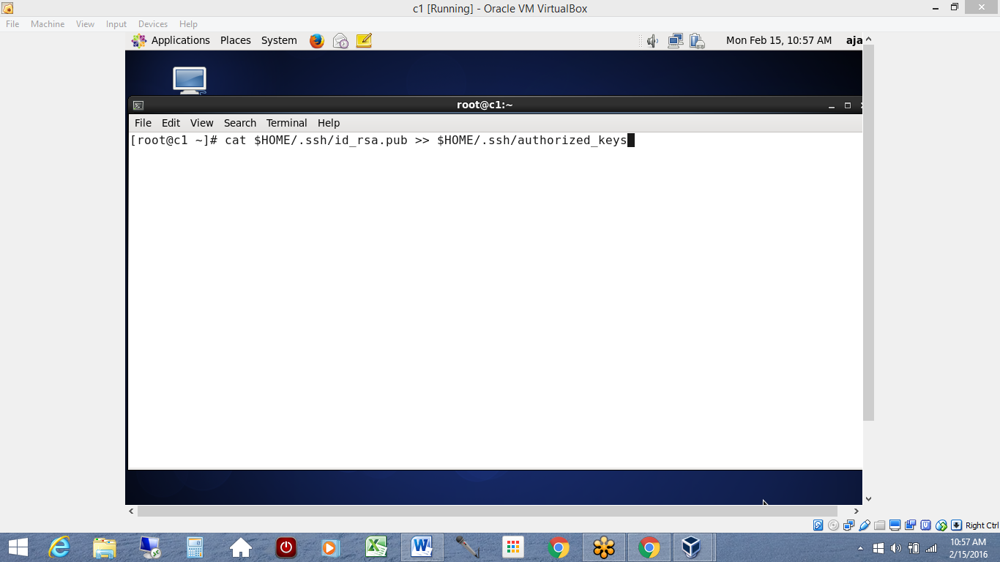 c1 [Running] - Oracle VM VirtualBox
File Machine View Input Devices Help
Applications Places System Mon Feb 15, 10:57 AM aja
root@c1:~
File Edit View Search Terminal Help
[root@c1 ~]# cat $HOME/.ssh/id_rsa.pub >> $HOME/.ssh/authorized_keys
Right Ctrl
10:57 AM
2/15/2016